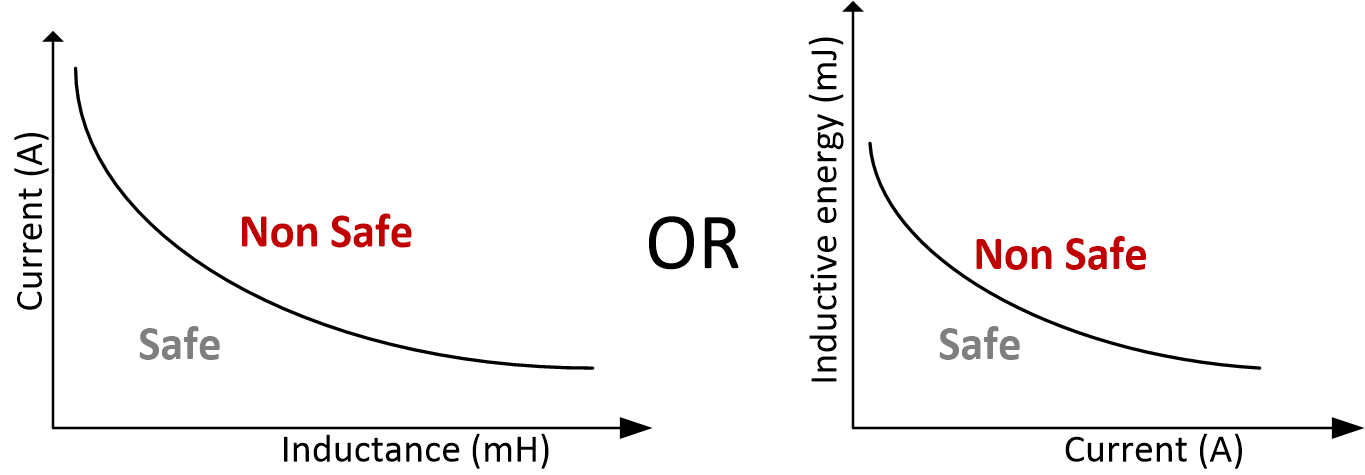 Current (A)
Non Safe
Safe
Inductance (mH)
OR
Inductive energy (mJ)
Non Safe
Safe
Current (A)